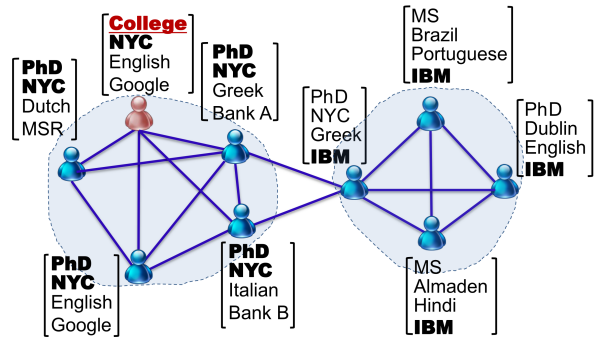 College
NYC
English
Google
PhD
NYC
Dutch
MSR
PhD
NYC
Greek
Bank A
MS
Brazil
Portuguese
IBM
PhD
NYC
Greek
IBM
PhD
Dublin
English
IBM
PhD
NYC
English
Google
PhD
NYC
Italian
Bank B
MS
Almaden
Hindi
IBM